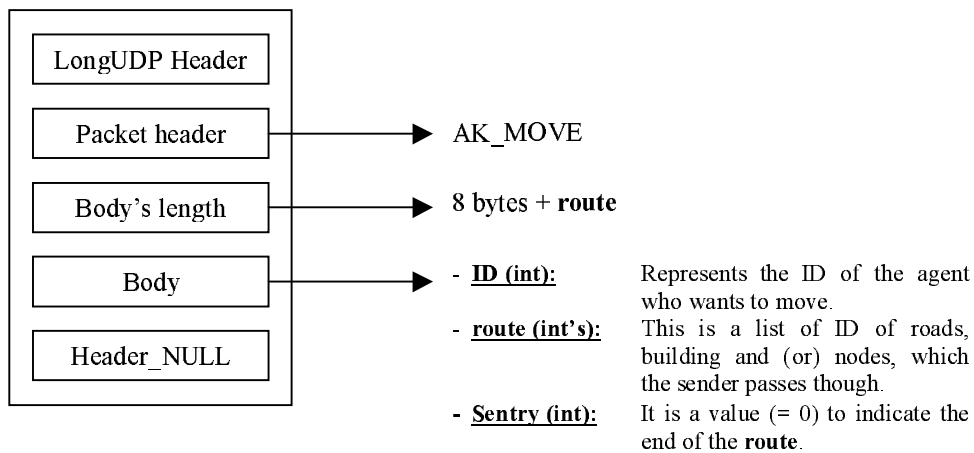 LongUDP Header
Packet header
AK_MOVE
Body's length
8 bytes + route
Body
- ID (int): Represents the ID of the agent
who wants to move.
- route (int's): This is a list of ID of roads,
building and (or) nodes, which
the sender passes though.
Header_NULL
- Sentry (int): It is a value (= 0) to indicate the
end of the route.